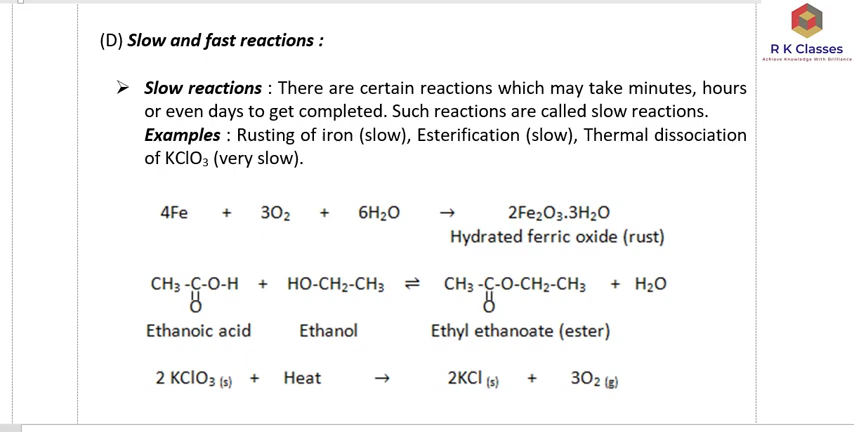 R K Classes
Achieve Knowledge With Brilliance
(D) Slow and fast reactions :
➢ Slow reactions : There are certain reactions which may take minutes, hours
or even days to get completed. Such reactions are called slow reactions.
Examples : Rusting of iron (slow), Esterification (slow), Thermal dissociation
of KClO₃ (very slow).
4Fe + 3O₂ + 6H₂O → 2Fe₂O₃.3H₂O
Hydrated ferric oxide (rust)
CH₃ -C-O-H + HO-CH₂-CH₃ ⇌ CH₃ -C-O-CH₂-CH₃ + H₂O
O O
Ethanoic acid Ethanol Ethyl ethanoate (ester)
2 KClO₃ (s) + Heat → 2KCl (s) + 3O₂ (g)